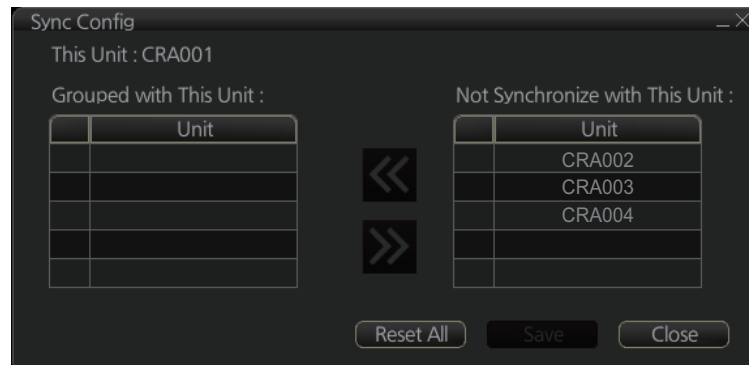 Sync Config
This Unit : CRA001
Grouped with This Unit :
Unit
Not Synchronize with This Unit :
Unit
CRA002
CRA003
CRA004
Reset All Save Close